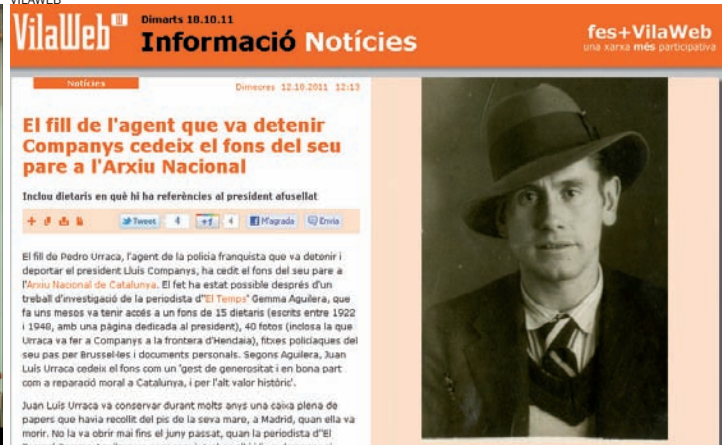 VILAWEB
VilaWeb
Dimarts 18.10.11
Informació Notícies
fes+VilaWeb
una xarxa més participativa
Notícies
Dimecres 12.10.2011 12:13
El fill de l'agent que va detenir
Companys cedeix el fons del seu
pare a l'Arxiu Nacional
Inclou dietaris en què hi ha referències al president afusellat
Tweet 4 +1 4 M'agrada Envia
El fill de Pedro Urraca, l'agent de la policia franquista que va detenir i
deportar el president Lluís Companys, ha cedit el fons del seu pare a
l'Arxiu Nacional de Catalunya. El fet ha estat possible després d'un
treball d'investigació de la periodista d''El Temps' Gemma Aguilera, que
fa uns mesos va tenir accés a un fons de 15 dietaris (escrits entre 1922
i 1948, amb una pàgina dedicada al president), 40 fotos (inclosa la que
Urraca va fer a Companys a la frontera d'Hendaia), fitxes policíaques del
seu pas per Brussel·les i documents personals. Segons Aguilera, Juan
Luis Urraca cedeix el fons com un 'gest de generositat i en bona part
com a reparació moral a Catalunya, i per l'alt valor històric'.
Juan Luis Urraca va conservar durant molts anys una caixa plena de
papers que havia recollit del pis de la seva mare, a Madrid, quan ella va
morir. No la va obrir mai fins el juny passat, quan la periodista d''El